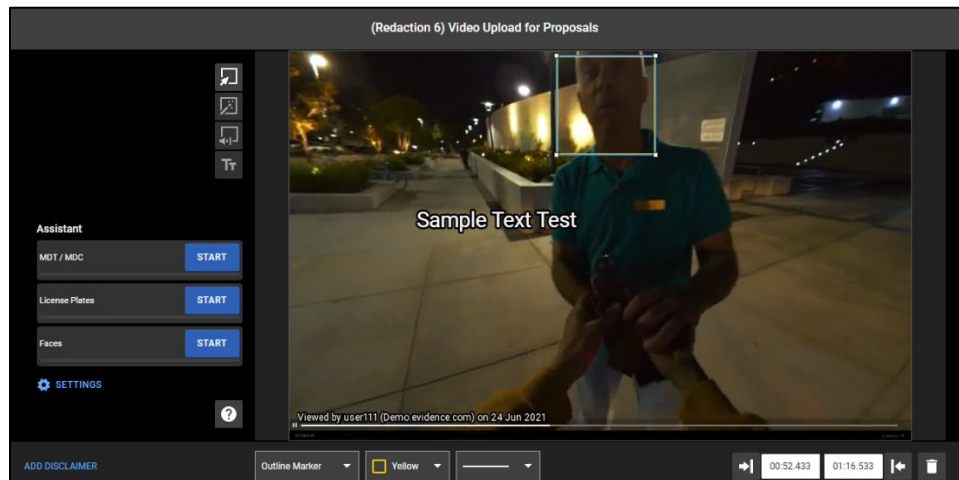 (Redaction 6) Video Upload for Proposals
Tт
Sample Text Test
Assistant
MDT / MDC
START
License Plates
START
Faces
START
SETTINGS
?
Viewed by user111 (Demo.evidence.com) on 24 Jun 2021
ADD DISCLAIMER
Outline Marker
Yellow
00:52.433
01:16.533